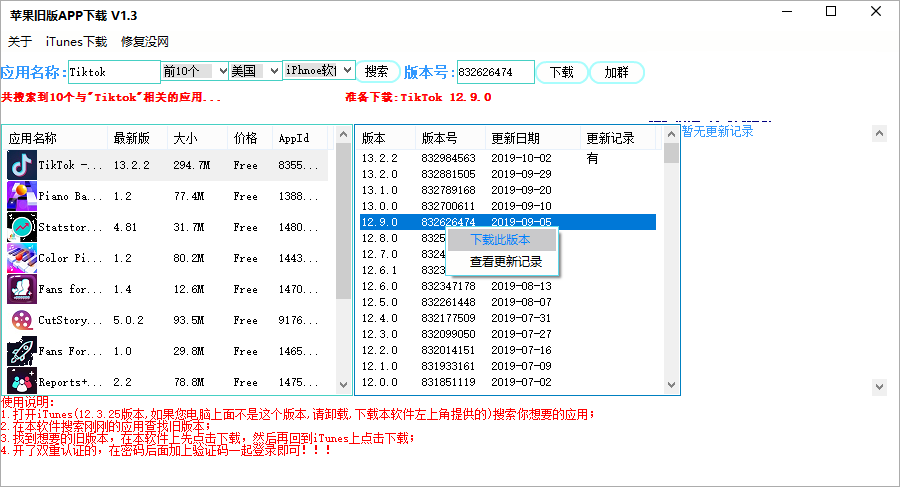 苹果旧版APP下载 V1.3
关于 iTunes下载 修复没网
应用名称: Tiktok 前10个 美国 iPhnoe软 搜索 版本号: 832626474 下载 加群
共搜索到10个与"Tiktok"相关的应用... 准备下载:TikTok 12.9.0
应用名称 最新版 大小 价格 AppId
TikTok -... 13.2.2 294.7M Free 8355...
Piano Ba... 1.2 77.4M Free 1388...
Statstor... 4.81 31.7M Free 1480...
Color Pi... 1.2 80.2M Free 1443...
Fans for... 1.4 12.6M Free 1470...
CutStory... 5.0.2 93.5M Free 9176...
Fans For... 1.0 29.8M Free 1465...
Reports+... 2.2 78.8M Free 1475...
版本 版本号 更新日期 更新记录
13.2.2 832984563 2019-10-02 有
13.2.0 832881505 2019-09-29
13.1.0 832789168 2019-09-20
13.0.0 832700611 2019-09-10
12.9.0 832626474 2019-09-05
12.8.0 8325
12.7.0 8324
12.6.1 8323
12.6.0 832347178 2019-08-13
12.5.0 832261448 2019-08-07
12.4.0 832177509 2019-07-31
12.3.0 832099050 2019-07-27
12.2.0 832014151 2019-07-16
12.1.0 831933161 2019-07-09
12.0.0 831851119 2019-07-02
下载此版本
查看更新记录
暂无更新记录
使用说明:
1.打开iTunes(12.3.25版本,如果您电脑上面不是这个版本,请卸载,下载本软件左上角提供的)搜索你想要的应用;
2.在本软件搜索刚刚的应用查找旧版本;
3.找到想要的旧版本，在本软件上先点击下载，然后再回到iTunes上点击下载;
4.开了双重认证的，在密码后面加上验证码一起登录即可！！！